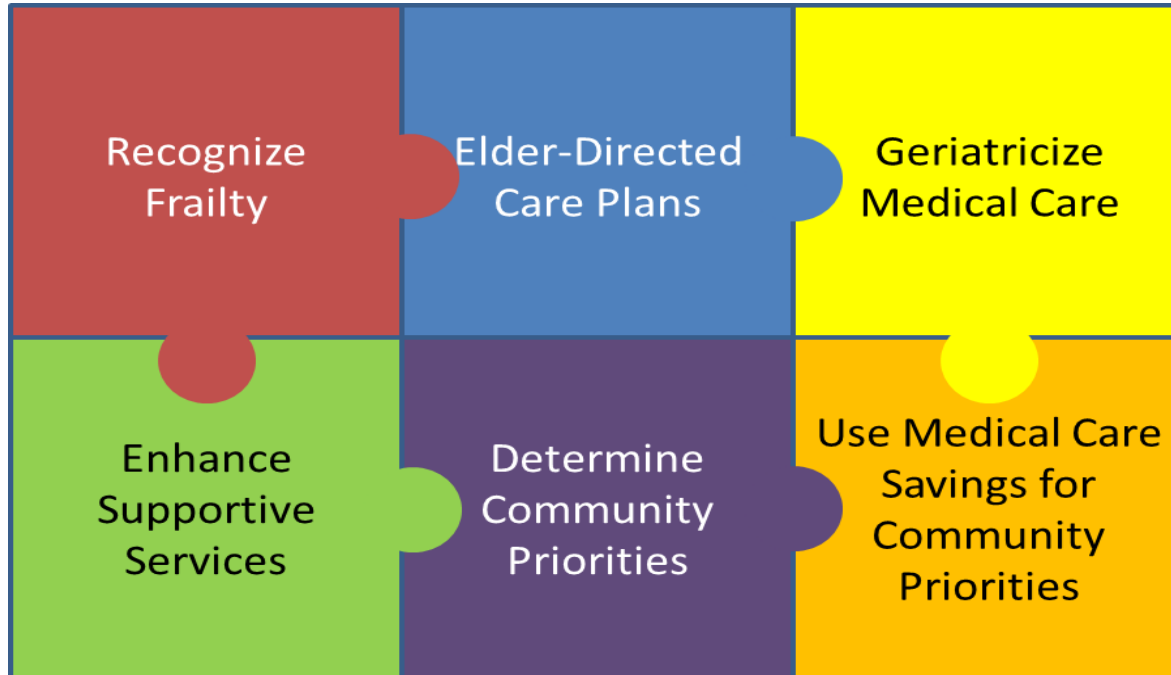 Recognize
Frailty
Elder-Directed
Care Plans
Geriatricize
Medical Care
Enhance
Supportive
Services
Determine
Community
Priorities
Use Medical Care
Savings for
Community
Priorities